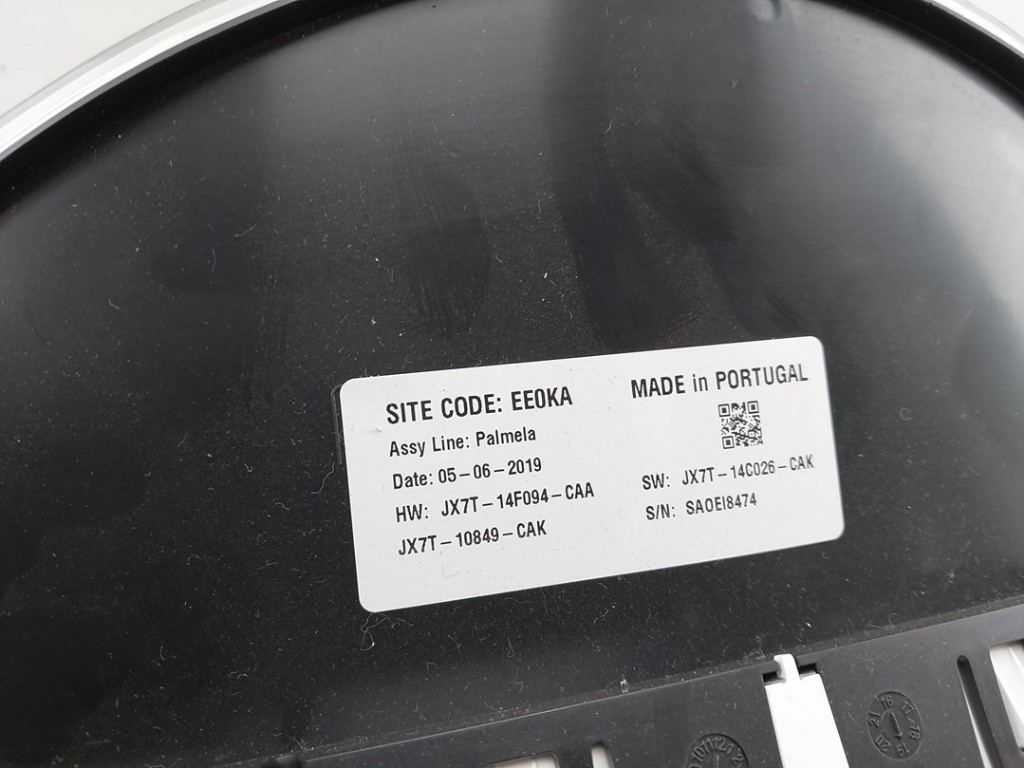 SITE CODE: EE0KA
MADE in PORTUGAL
Assy Line: Palmela
Date: 05-06-2019
HW: JX7T-14F094-CAA
SW: JX7T-14C026-CAK
JX7T-10849-CAK
S/N: SA0EI8474